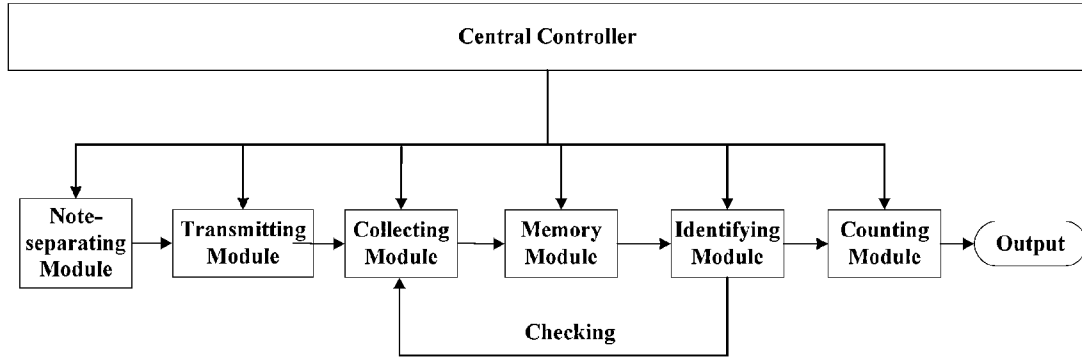 Central Controller
Note-
separating
Module
Transmitting
Module
Collecting
Module
Memory
Module
Identifying
Module
Counting
Module
Output
Checking